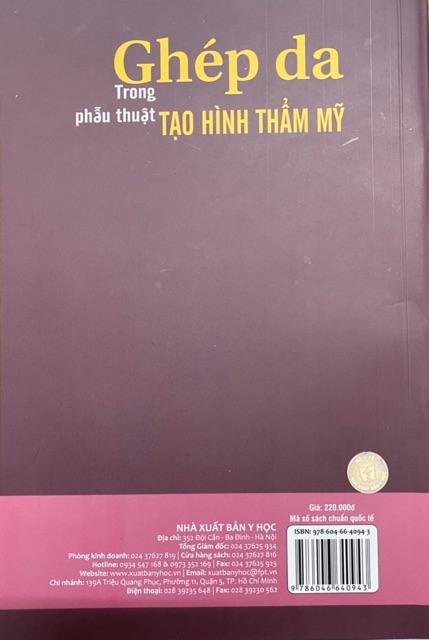 Ghép da
Trong
phẫu thuật TẠO HÌNH THẨM MỸ
NHÀ XUẤT BẢN Y HỌC
Địa chỉ: 352 Đội Cấn - Ba Đình - Hà Nội
Tổng Giám đốc: 024 37625 934
Phòng kinh doanh: 024 37627 819 | Cửa hàng sách: 024 37627 816
Hotline: 0934 547 168 & 0973 352 169 | Fax: 024 37625 923
Website: www.xuatbanyhoc.vn | Email: xuatbanyhoc@fpt.vn
Chi nhánh: 139A Triệu Quang Phục, Phường 11, Quận 5, TP. Hồ Chí Minh
Điện thoại: 028 39235 648 | Fax: 028 39230 562
Giá: 220.000đ
Mã số sách chuẩn quốc tế
ISBN: 978-604-66-4094-3
9 786046 640943